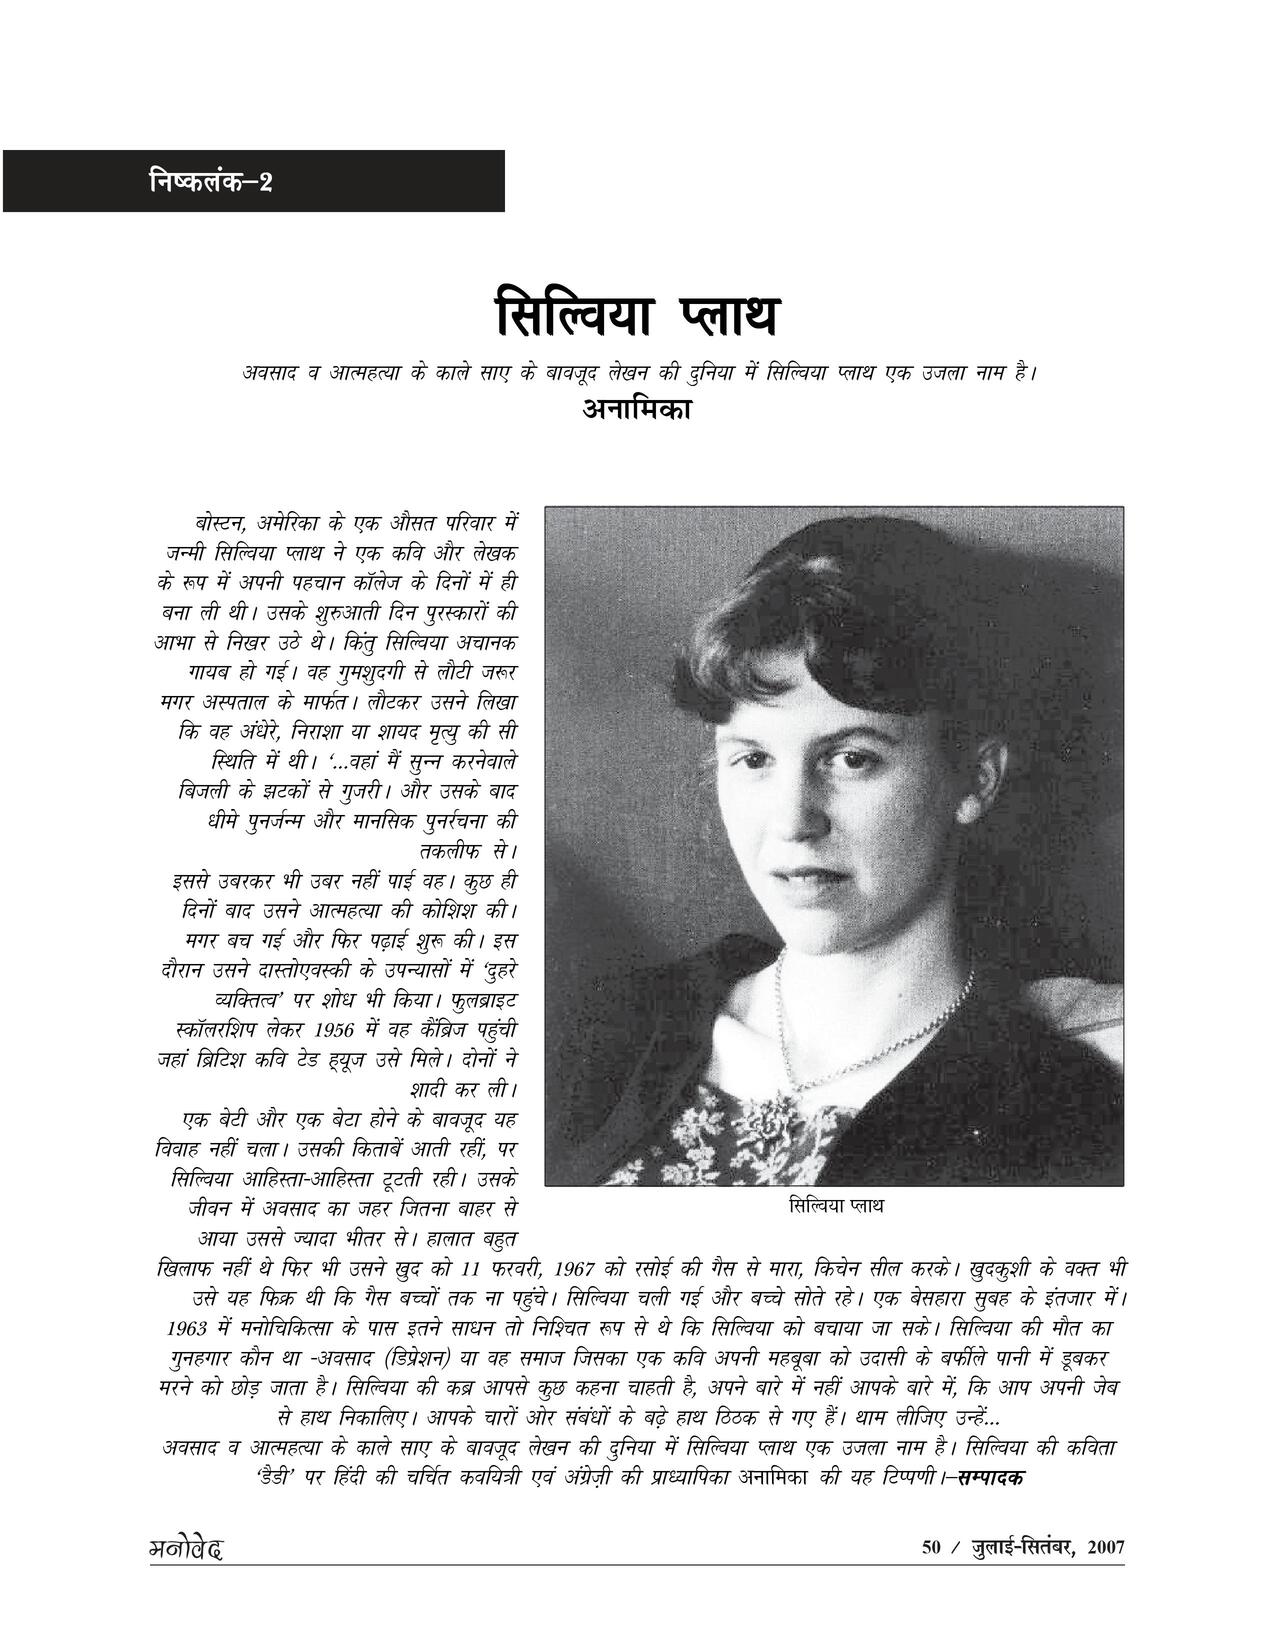 निष्कलंक–2
सिल्विया प्लाथ
अवसाद व आत्महत्या के काले साए के बावजूद लेखन की दुनिया में सिल्विया प्लाथ एक उजला नाम है।
अनामिका
बोस्टन, अमेरिका के एक औसत परिवार में
जन्मी सिल्विया प्लाथ ने एक कवि और लेखक
के रूप में अपनी पहचान कॉलेज के दिनों में ही
बना ली थी। उसके शुरुआती दिन पुरस्कारों की
आभा से निखर उठे थे। किंतु सिल्विया अचानक
गायब हो गई। वह गुमशुदगी से लौटी जरूर
मगर अस्पताल के मार्फत। लौटकर उसने लिखा
कि वह अंधेरे, निराशा या शायद मृत्यु की सी
स्थिति में थी। ‘...वहां मैं सुन्न करनेवाले
बिजली के झटकों से गुजरी। और उसके बाद
धीमे पुनर्जन्म और मानसिक पुनर्रचना की
तकलीफ से।
इससे उबरकर भी उबर नहीं पाई वह। कुछ ही
दिनों बाद उसने आत्महत्या की कोशिश की।
मगर बच गई और फिर पढ़ाई शुरू की। इस
दौरान उसने दास्तोएवस्की के उपन्यासों में ‘दुहरे
व्यक्तित्व’ पर शोध भी किया। फुलब्राइट
स्कॉलरशिप लेकर 1956 में वह कैंब्रिज पहुंची
जहां ब्रिटिश कवि टेड ह्यूज उसे मिले। दोनों ने
शादी कर ली।
एक बेटी और एक बेटा होने के बावजूद यह
विवाह नहीं चला। उसकी किताबें आती रहीं, पर
सिल्विया आहिस्ता-आहिस्ता टूटती रही। उसके
जीवन में अवसाद का जहर जितना बाहर से
आया उससे ज्यादा भीतर से। हालात बहुत
सिल्विया प्लाथ
खिलाफ नहीं थे फिर भी उसने खुद को 11 फरवरी, 1967 को रसोई की गैस से मारा, किचेन सील करके। खुदकुशी के वक्त भी
उसे यह फिक्र थी कि गैस बच्चों तक ना पहुंचे। सिल्विया चली गई और बच्चे सोते रहे। एक बेसहारा सुबह के इंतजार में।
1963 में मनोचिकित्सा के पास इतने साधन तो निश्चित रूप से थे कि सिल्विया को बचाया जा सके। सिल्विया की मौत का
गुनहगार कौन था -अवसाद (डिप्रेशन) या वह समाज जिसका एक कवि अपनी महबूबा को उदासी के बर्फीले पानी में डूबकर
मरने को छोड़ जाता है। सिल्विया की कब्र आपसे कुछ कहना चाहती है, अपने बारे में नहीं आपके बारे में, कि आप अपनी जेब
से हाथ निकालिए। आपके चारों ओर संबंधों के बढ़े हाथ ठिठक से गए हैं। थाम लीजिए उन्हें...
अवसाद व आत्महत्या के काले साए के बावजूद लेखन की दुनिया में सिल्विया प्लाथ एक उजला नाम है। सिल्विया की कविता
‘डैडी’ पर हिंदी की चर्चित कवयित्री एवं अंग्रेज़ी की प्राध्यापिका अनामिका की यह टिप्पणी।–सम्पादक
मनोवेद
50 / जुलाई-सितंबर, 2007